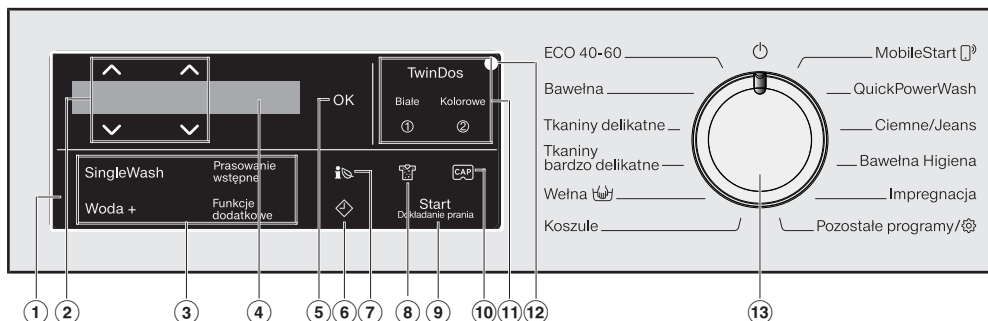 OK
TwinDos
Białe Kolorowe
① ②
SingleWash
Prasowanie
wstępne
Woda +
Funkcje
dodatkowe
CAP
Start
Dokładanie prania
ECO 40-60
Bawełna
Tkaniny delikatne
Tkaniny
bardzo delikatne
Wełna
Koszule
MobileStart
QuickPowerWash
Ciemne/Jeans
Bawełna Higiena
Impregnacja
Pozostałe programy/
1 2 3 4 5 6 7 8 9 10 11 12 13